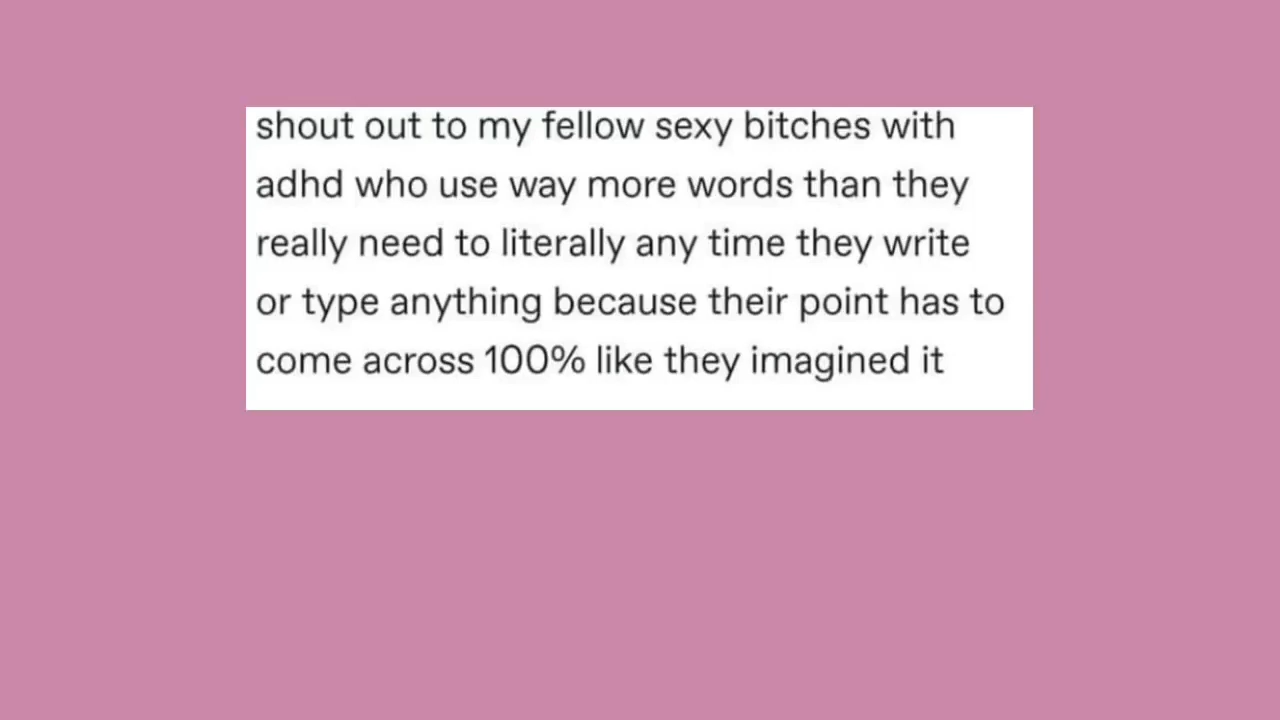 shout out to my fellow sexy bitches with
adhd who use way more words than they
really need to literally any time they write
or type anything because their point has to
come across 100% like they imagined it